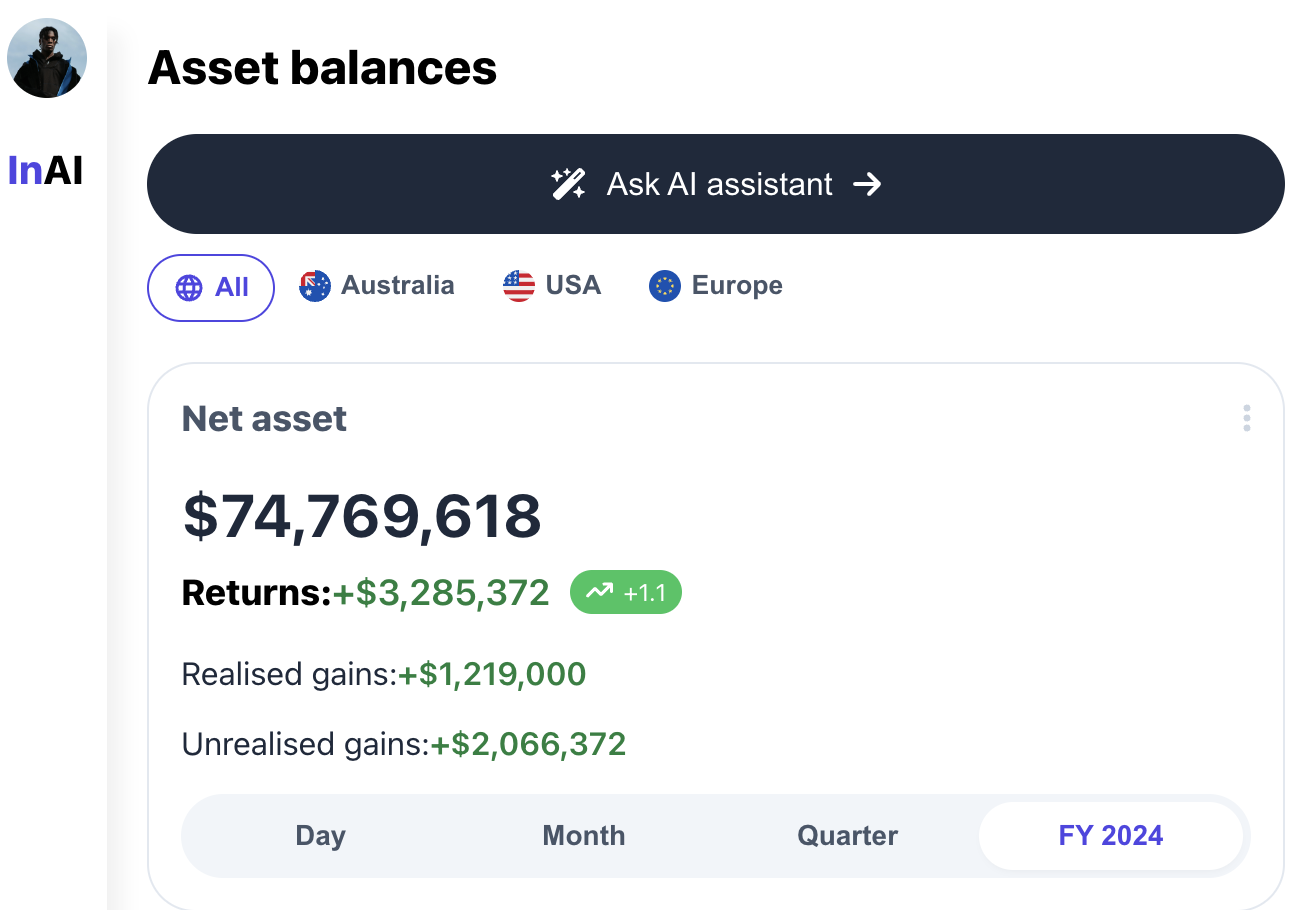 Asset balances
InAI
Ask AI assistant
All Australia USA Europe
Net asset
$74,769,618
Returns:+$3,285,372 +1.1
Realised gains:+$1,219,000
Unrealised gains:+$2,066,372
Day Month Quarter FY 2024